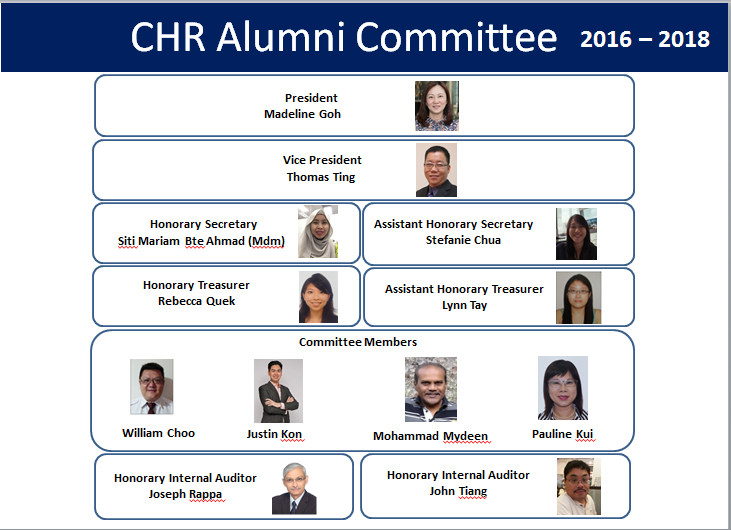 CHR Alumni Committee 2016 – 2018
President
Madeline Goh
Vice President
Thomas Ting
Honorary Secretary
Siti Mariam Bte Ahmad (Mdm)
Assistant Honorary Secretary
Stefanie Chua
Honorary Treasurer
Rebecca Quek
Assistant Honorary Treasurer
Lynn Tay
Committee Members
William Choo
Justin Kon
Mohammad Mydeen
Pauline Kui
Honorary Internal Auditor
Joseph Rappa
Honorary Internal Auditor
John Tiang